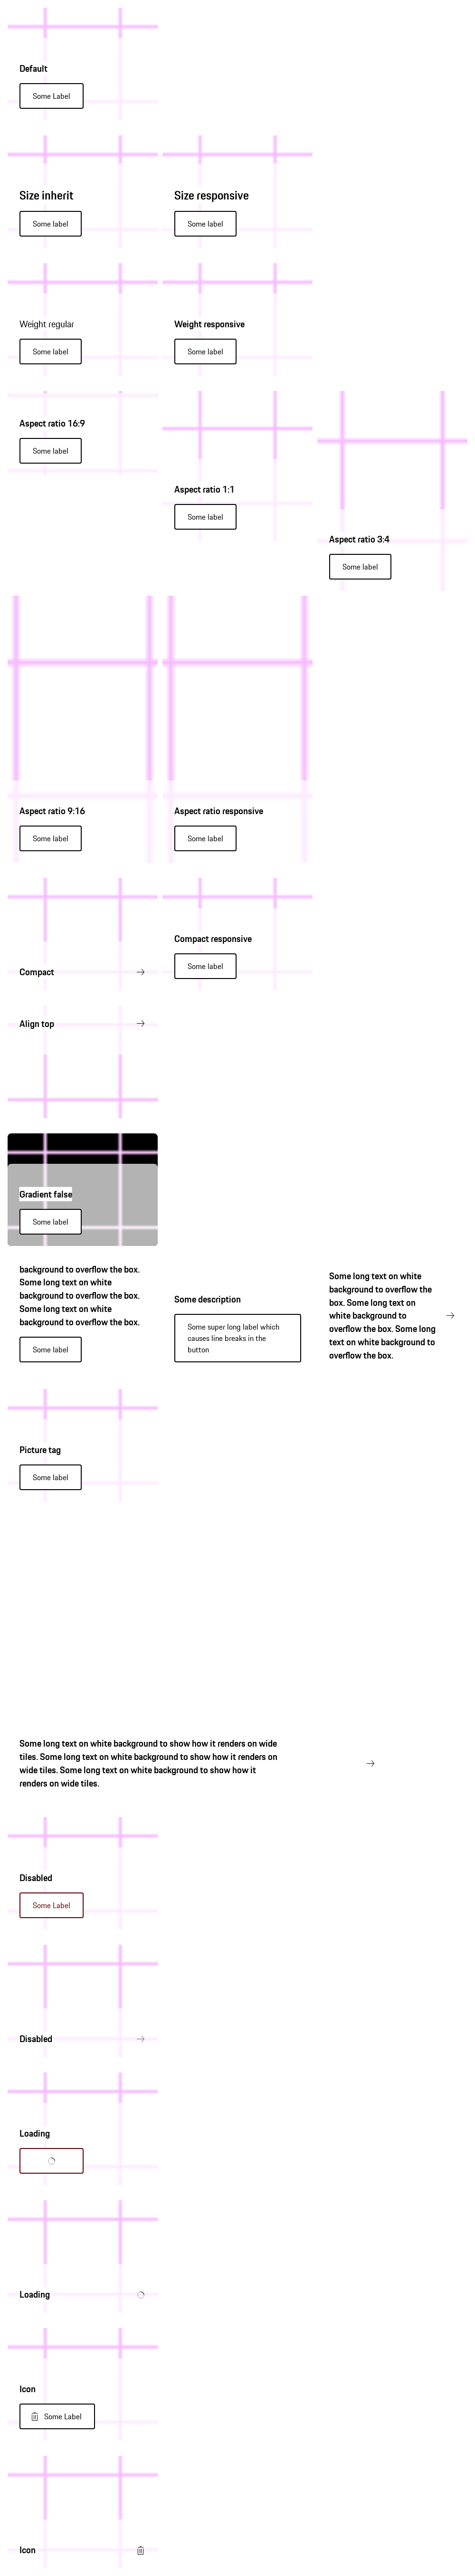 Default
Some Label
Size inherit
Size responsive
Some label
Some label
Weight regular
Weight responsive
Some label
Some label
Aspect ratio 16:9
Some label
Aspect ratio 1:1
Some label
Aspect ratio 3:4
Some label
Aspect ratio 9:16
Aspect ratio responsive
Some label
Some label
Compact responsive
Some label
Compact
Align top
Gradient false
Some label
background to overflow the box.
Some long text on white
background to overflow the box.
Some long text on white
background to overflow the box.
Some label
Some description
Some super long label which
causes line breaks in the
button
Some long text on white
background to overflow the
box. Some long text on
white background to
overflow the box. Some long
text on white background to
overflow the box.
Picture tag
Some label
Some long text on white background to show how it renders on wide
tiles. Some long text on white background to show how it renders on
wide tiles. Some long text on white background to show how it
renders on wide tiles.
Disabled
Some Label
Disabled
Loading
Loading
Icon
Some Label
Icon